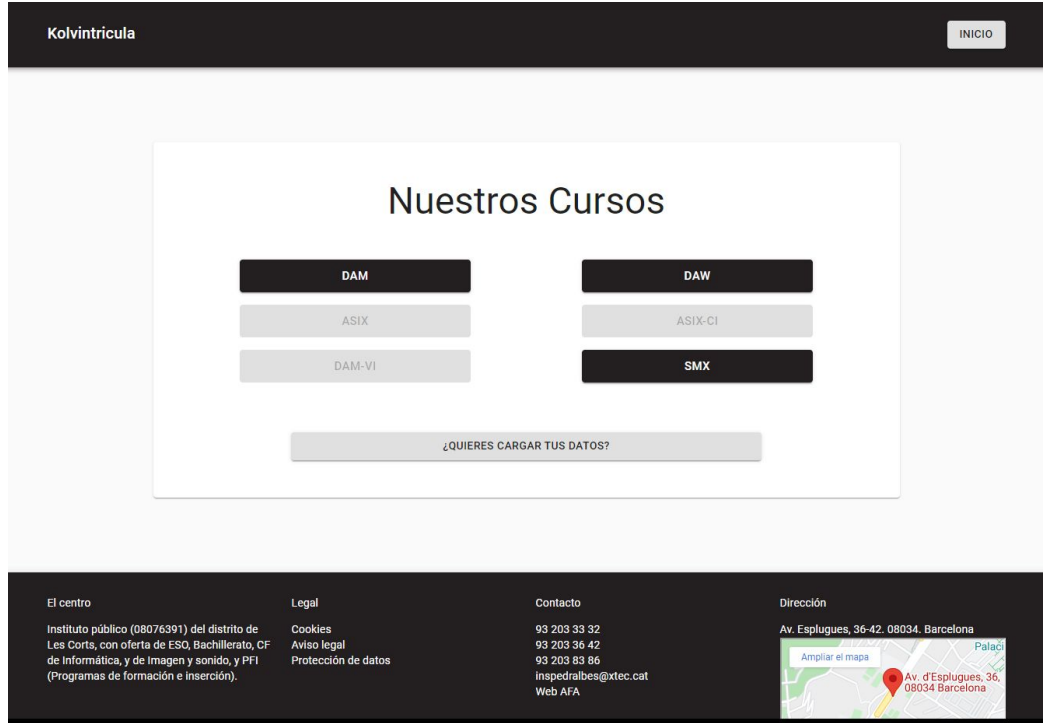 Kolvintricula
INICIO
Nuestros Cursos
DAM
DAW
ASIX
ASIX-CI
DAM-VI
SMX
¿QUIERES CARGAR TUS DATOS?
El centro
Instituto público (08076391) del distrito de
Les Corts, con oferta de ESO, Bachillerato, CF
de Informática, y de Imagen y sonido, y PFI
(Programas de formación e inserción).
Legal
Cookies
Aviso legal
Protección de datos
Contacto
93 203 33 32
93 203 36 42
93 203 83 86
inspedralbes@xtec.cat
Web AFA
Dirección
Av. Esplugues, 36-42. 08034. Barcelona
Ampliar el mapa
Palaci
Av. d'Esplugues, 36,
08034 Barcelona